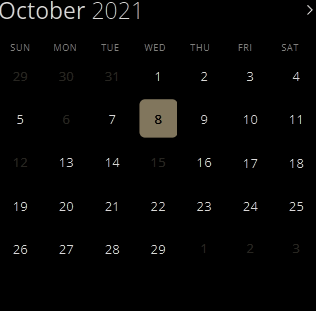 October 2021 >
SUN MON TUE WED THU FRI SAT
29 30 31 1 2 3 4
5 6 7 8 9 10 11
12 13 14 15 16 17 18
19 20 21 22 23 24 25
26 27 28 29 1 2 3